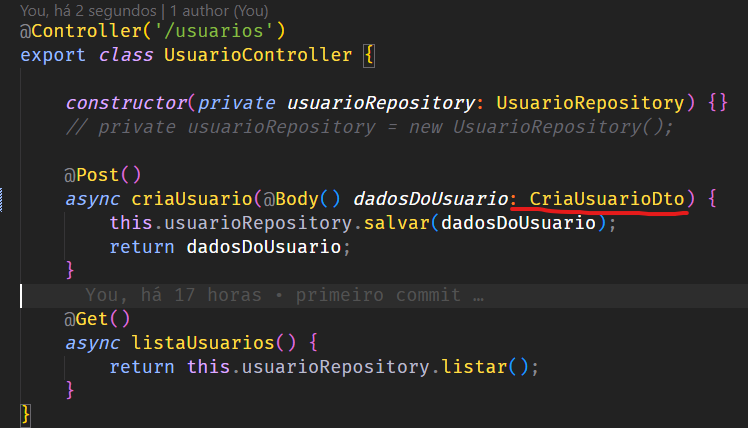 You, há 2 segundos | 1 author (You)
@Controller('/usuarios')
export class UsuarioController {
constructor(private usuarioRepository: UsuarioRepository) {}
// private usuarioRepository = new UsuarioRepository();
@Post()
async criaUsuario(@Body() dadosDoUsuario: CriaUsuarioDto) {
this.usuarioRepository.salvar(dadosDoUsuario);
return dadosDoUsuario;
}
You, há 17 horas • primeiro commit …
@Get()
async listaUsuarios() {
return this.usuarioRepository.listar();
}
}